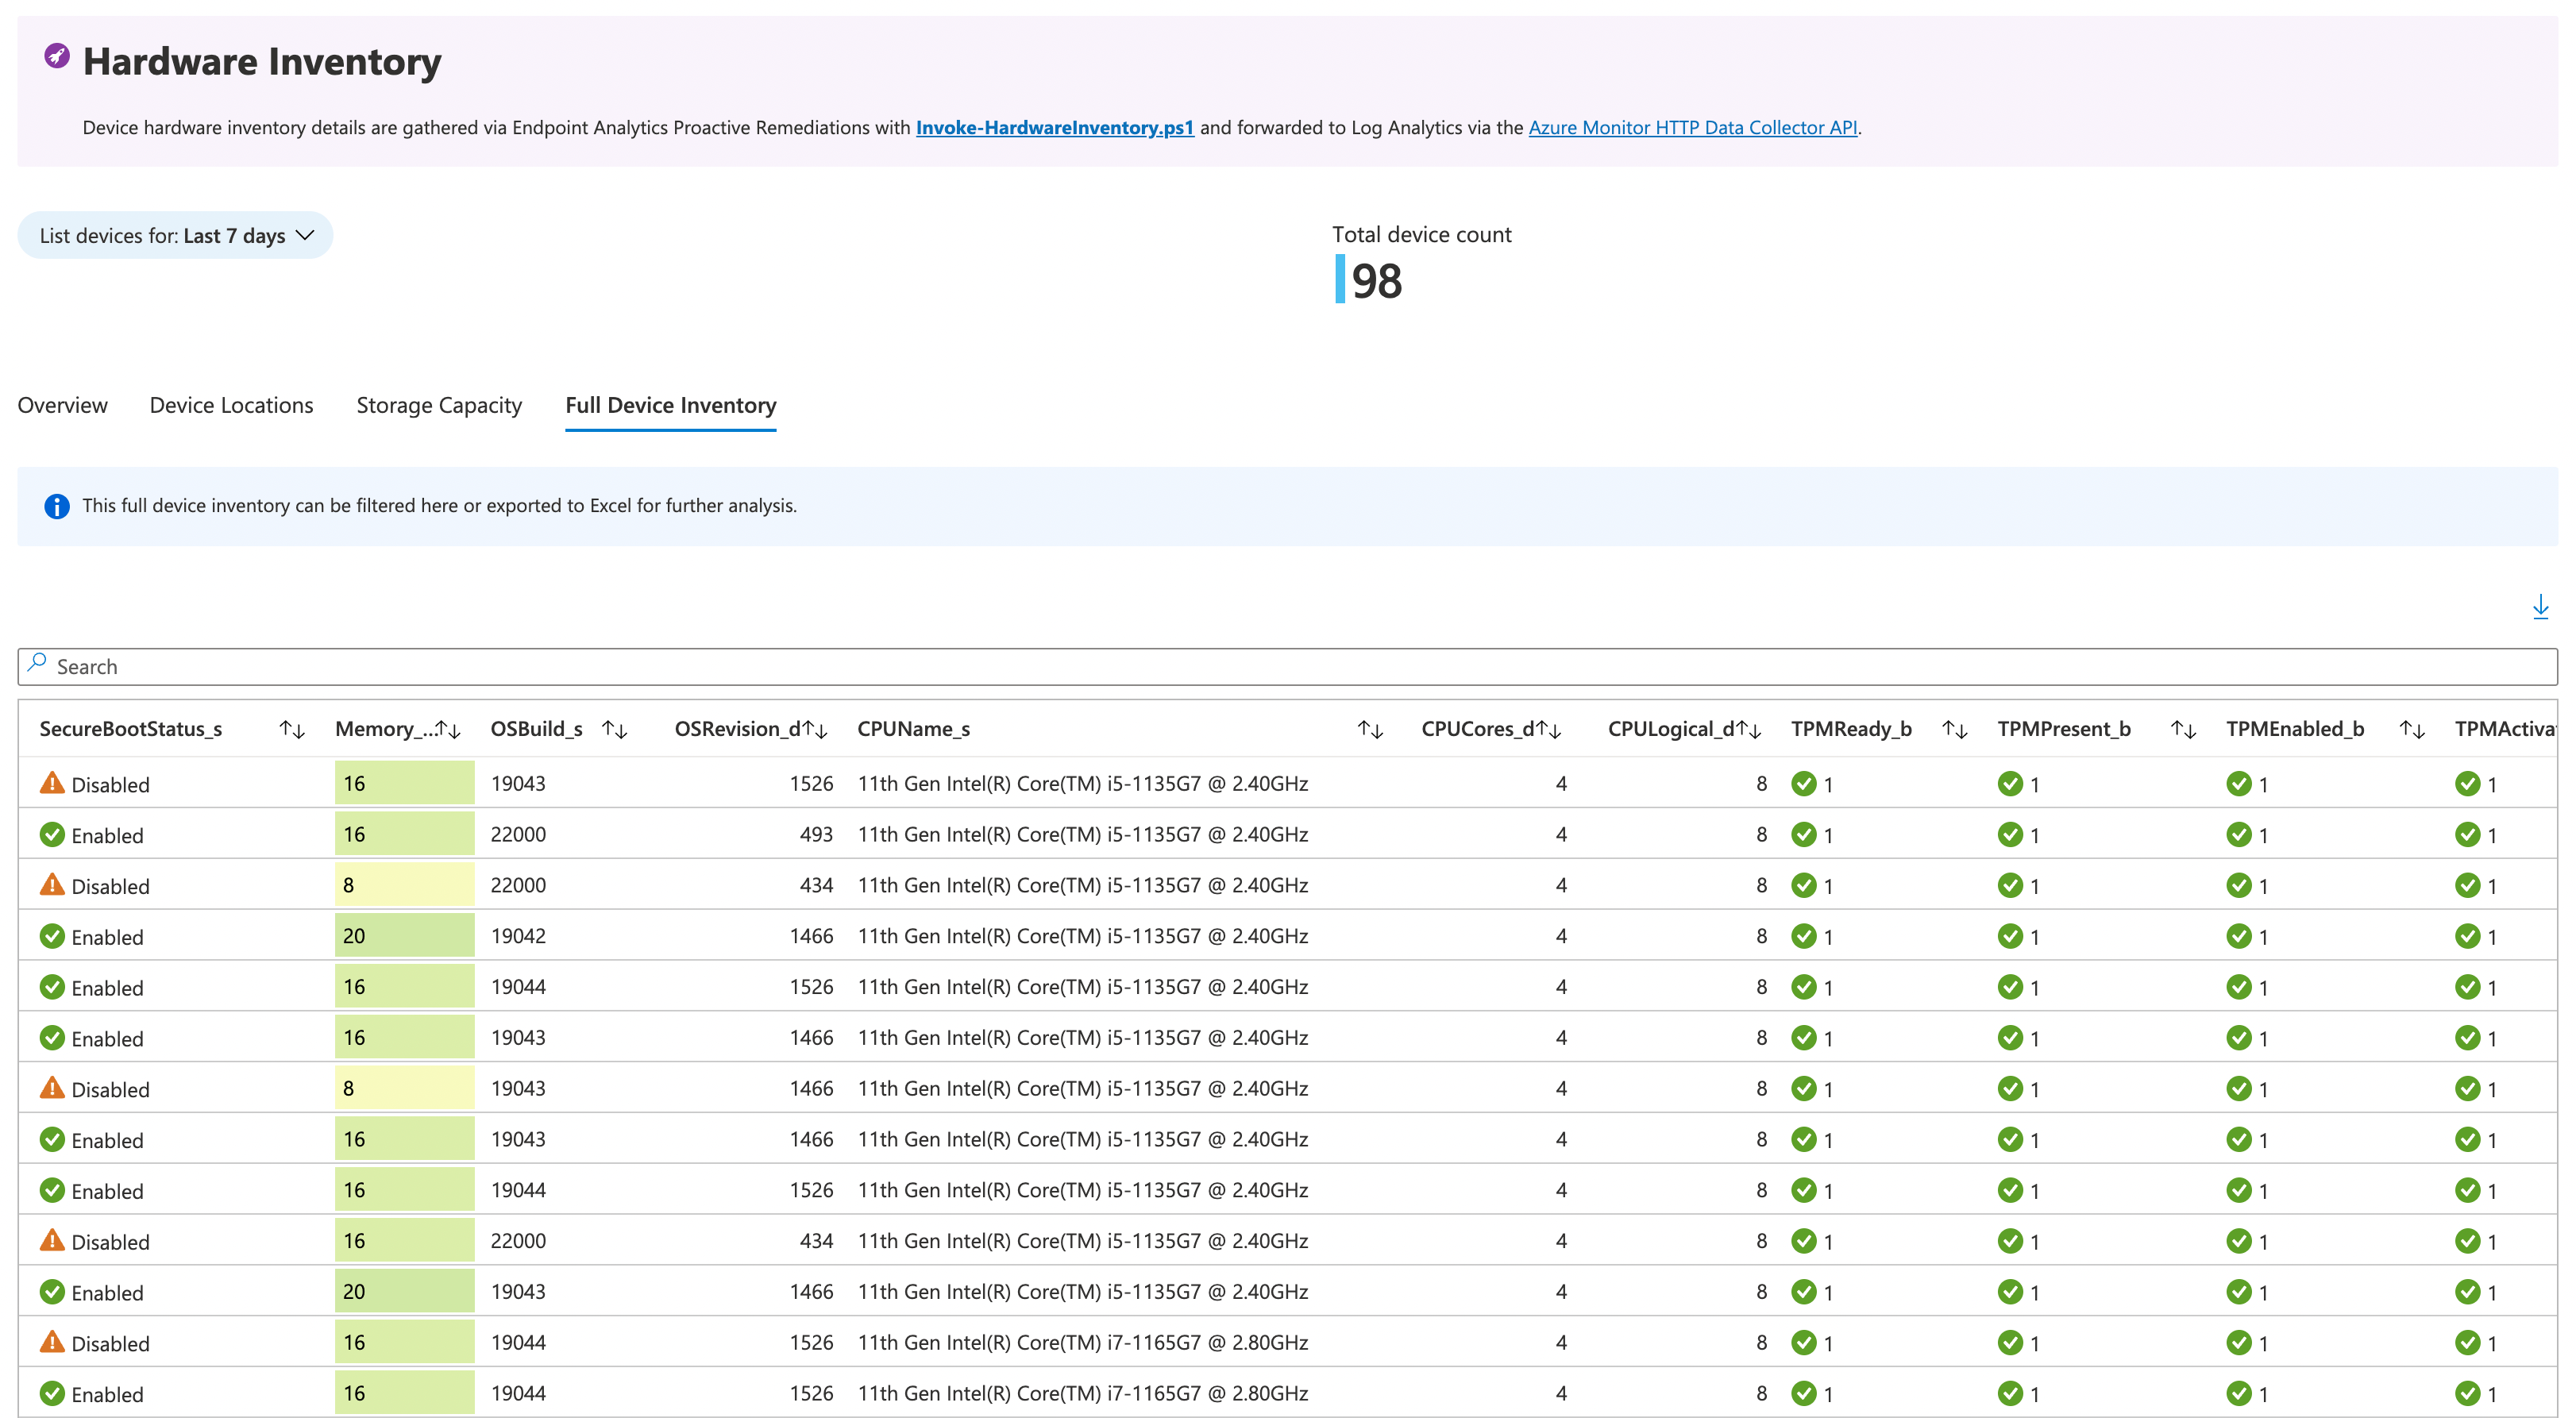 Hardware Inventory
Device hardware inventory details are gathered via Endpoint Analytics Proactive Remediations with Invoke-HardwareInventory.ps1 and forwarded to Log Analytics via the Azure Monitor HTTP Data Collector API.
List devices for: Last 7 days
Total device count
98
Overview Device Locations Storage Capacity Full Device Inventory
This full device inventory can be filtered here or exported to Excel for further analysis.
Search
SecureBootStatus_s Memory_... OSBuild_s OSRevision_d CPUName_s CPUCores_d CPULogical_d TPMReady_b TPMPresent_b TPMEnabled_b TPMActiva
Disabled 16 19043 1526 11th Gen Intel(R) Core(TM) i5-1135G7 @ 2.40GHz 4 8 1 1 1 1
Enabled 16 22000 493 11th Gen Intel(R) Core(TM) i5-1135G7 @ 2.40GHz 4 8 1 1 1 1
Disabled 8 22000 434 11th Gen Intel(R) Core(TM) i5-1135G7 @ 2.40GHz 4 8 1 1 1 1
Enabled 20 19042 1466 11th Gen Intel(R) Core(TM) i5-1135G7 @ 2.40GHz 4 8 1 1 1 1
Enabled 16 19044 1526 11th Gen Intel(R) Core(TM) i5-1135G7 @ 2.40GHz 4 8 1 1 1 1
Enabled 16 19043 1466 11th Gen Intel(R) Core(TM) i5-1135G7 @ 2.40GHz 4 8 1 1 1 1
Disabled 8 19043 1466 11th Gen Intel(R) Core(TM) i5-1135G7 @ 2.40GHz 4 8 1 1 1 1
Enabled 16 19043 1466 11th Gen Intel(R) Core(TM) i5-1135G7 @ 2.40GHz 4 8 1 1 1 1
Enabled 16 19044 1526 11th Gen Intel(R) Core(TM) i5-1135G7 @ 2.40GHz 4 8 1 1 1 1
Disabled 16 22000 434 11th Gen Intel(R) Core(TM) i5-1135G7 @ 2.40GHz 4 8 1 1 1 1
Enabled 20 19043 1466 11th Gen Intel(R) Core(TM) i5-1135G7 @ 2.40GHz 4 8 1 1 1 1
Disabled 16 19044 1526 11th Gen Intel(R) Core(TM) i7-1165G7 @ 2.80GHz 4 8 1 1 1 1
Enabled 16 19044 1526 11th Gen Intel(R) Core(TM) i7-1165G7 @ 2.80GHz 4 8 1 1 1 1